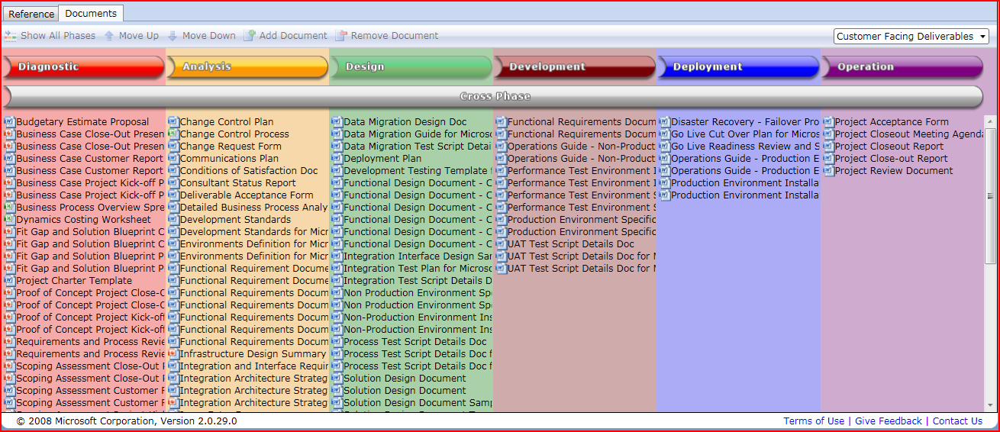 Reference Documents
Show All Phases Move Up Move Down Add Document Remove Document Customer Facing Deliverables
Diagnostic Analysis Design Development Deployment Operation
Cross Phase
Budgetary Estimate Proposal
Business Case Close-Out Presen
Business Case Close-Out Presen
Business Case Customer Report
Business Case Customer Report
Business Case Project Kick-off P
Business Case Project Kick-off P
Business Process Overview Spre
Dynamics Costing Worksheet
Fit Gap and Solution Blueprint C
Fit Gap and Solution Blueprint C
Fit Gap and Solution Blueprint P
Fit Gap and Solution Blueprint P
Project Charter Template
Proof of Concept Project Close-O
Proof of Concept Project Close-O
Proof of Concept Project Kick-off
Proof of Concept Project Kick-off
Requirements and Process Revie
Requirements and Process Revie
Scoping Assessment Close-Out P
Scoping Assessment Close-Out P
Scoping Assessment Customer F
Scoping Assessment Customer F
Change Control Plan
Change Control Process
Change Request Form
Communications Plan
Conditions of Satisfaction Doc
Consultant Status Report
Deliverable Acceptance Form
Detailed Business Process Analy
Development Standards
Development Standards for Micr
Environments Definition for Micr
Environments Definition for Micr
Functional Requirement Docume
Functional Requirement Docume
Functional Requirements Docum
Functional Requirements Docum
Functional Requirements Docum
Functional Requirements Docum
Functional Requirements Docum
Infrastructure Design Summary
Integration and Interface Requir
Integration Architecture Strateg
Integration Architecture Strateg
Integration Architecture Strateg
Data Migration Design Doc
Data Migration Guide for Microso
Data Migration Test Script Detai
Deployment Plan
Development Testing Template f
Functional Design Document - C
Functional Design Document - C
Functional Design Document - C
Functional Design Document - C
Functional Design Document - C
Functional Design Document - C
Integration Interface Design Sam
Integration Test Plan for Microso
Integration Test Script Details D
Non Production Environment Spe
Non Production Environment Spe
Non-Production Environment Ins
Non-Production Environment Ins
Process Test Script Details Doc
Process Test Script Details Doc f
Process Test Script Details Doc f
Solution Design Document
Solution Design Document
Solution Design Document Samp
Functional Requirements Docum
Functional Requirements Docum
Operations Guide - Non-Product
Operations Guide - Non-Product
Performance Test Environment I
Performance Test Environment I
Performance Test Environment S
Performance Test Environment S
Production Environment Specific
Production Environment Specific
UAT Test Script Details Doc
UAT Test Script Details Doc for M
UAT Test Script Details Doc for M
Disaster Recovery - Failover Pro
Go Live Cut Over Plan for Micros
Go Live Readiness Review and S
Operations Guide - Production E
Operations Guide - Production E
Production Environment Installa
Production Environment Installa
Project Acceptance Form
Project Closeout Meeting Agenda
Project Closeout Report
Project Close-out Report
Project Review Document
© 2008 Microsoft Corporation, Version 2.0.29.0 Terms of Use | Give Feedback | Contact Us